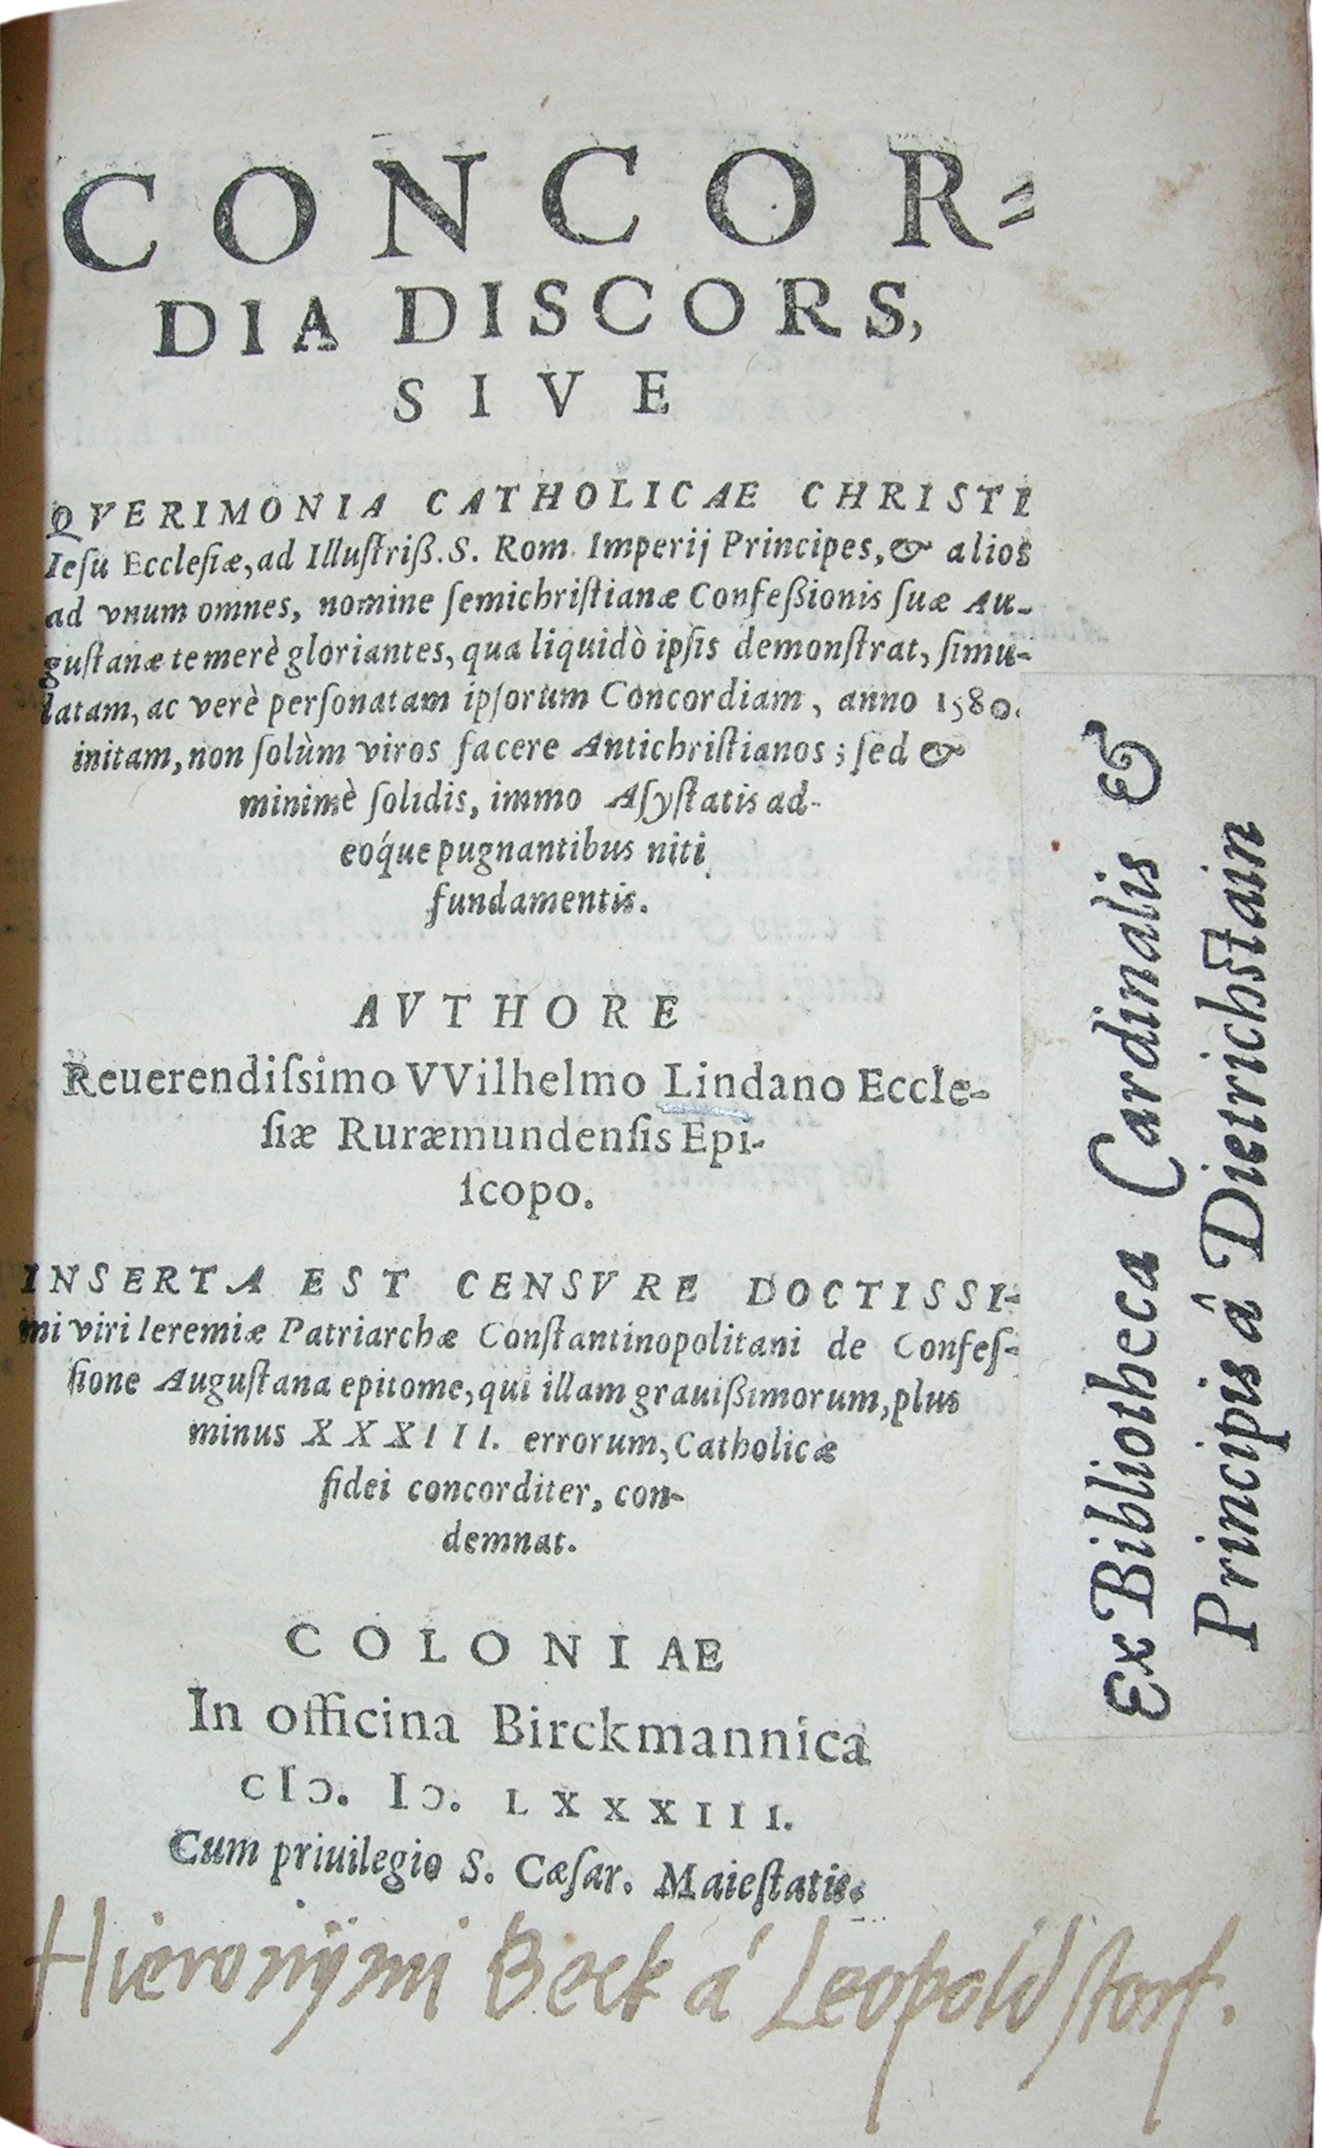 CONCOR⸗
DIA DISCORS,
SIVE
QVERIMONIA CATHOLICAE CHRISTI
Ieſu Eccleſiæ, ad Illuſtriß. S. Rom. Imperij Principes, & alios
ad vnum omnes, nomine ſemichriſtianæ Confeßionis ſuæ Au-
guſtanæ temerè gloriantes, qua liquidò ipſis demonſtrat, ſimu-
latam, ac verè perſonatam ipſorum Concordiam, anno 1580.
initam, non ſolùm viros facere Antichriſtianos; ſed &
minimè ſolidis, immo Aſyſtatis ad-
eóque pugnantibus niti
fundamentis.
AVTHORE
Reuerendiſsimo VVilhelmo Lindano Eccle-
ſiæ Ruræmundenſis Epi-
ſcopo.
INSERTA EST CENSVRE DOCTISSI-
mi viri Ieremiæ Patriarchæ Conſtantinopolitani de Confeſ-
ſione Auguſtana epitome, qui illam grauißimorum, plus
minus XXXIII. errorum, Catholicæ
fidei concorditer, con-
demnat.
COLONIAE
In officina Birckmannica
cIↄ. Iↄ. LXXXIII.
Cum priuilegio S. Cæſar. Maieſtatis.
Hieronÿmi Beck á Leopoldſtorf.
Ex Bibliotheca Cardinalis &
Principis â Dietrichſtain